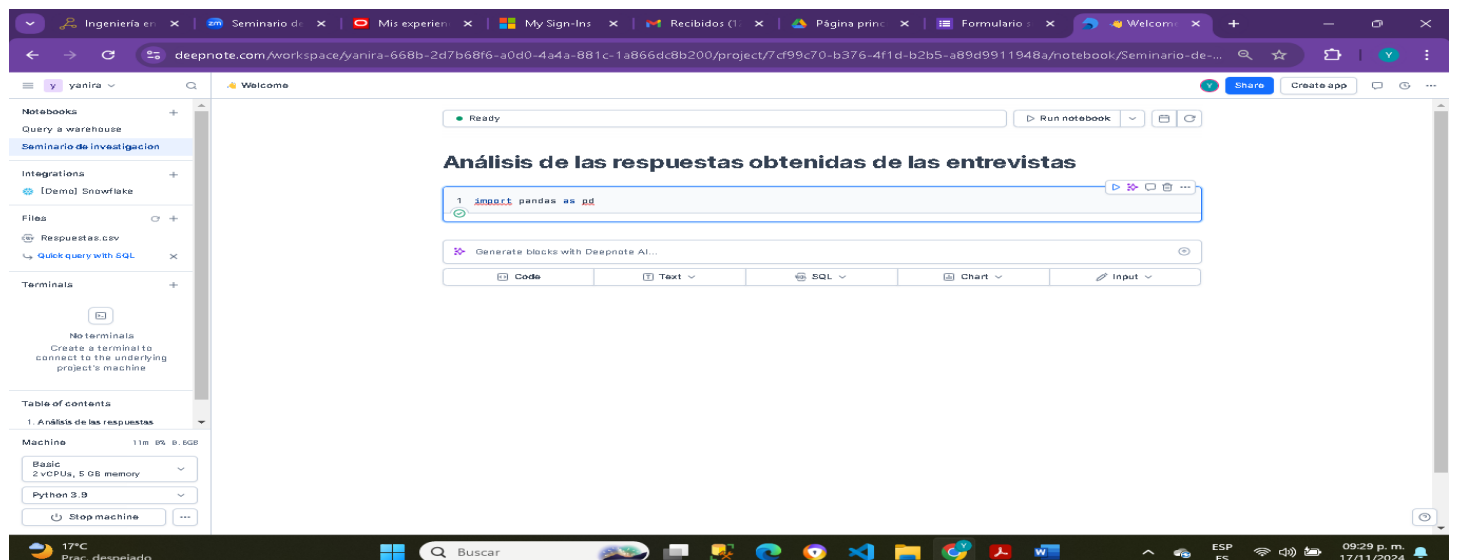 Ingeniería en
Seminario de
Mis experien
My Sign-Ins
Recibidos (1
Página princ
Formulario s
Welcome
deepnote.com/workspace/yanira-668b-2d7b68f6-a0d0-4a4a-881c-1a866dc8b200/project/7cf99c70-b376-4f1d-b2b5-a89d9911948a/notebook/Seminario-de-...
Y
y yanira
Welcome
Y Share Create app
Notebooks
Query a warehouse
Seminario de investigacion
Integrations
[Demo] Snowflake
Files
Respuestas.csv
Quick query with SQL
Terminals
No terminals
Create a terminal to
connect to the underlying
project's machine
Table of contents
1. Análisis de las respuestas
Machine 11m 0% 0.6GB
Basic
2 vCPUs, 5 GB memory
Python 3.9
Stop machine
Ready Run notebook
Análisis de las respuestas obtenidas de las entrevistas
1 import pandas as pd
Generate blocks with Deepnote AI...
Code Text SQL Chart Input
17°C
Prac. despejado
Buscar
ESP
ES
09:29 p. m.
17/11/2024